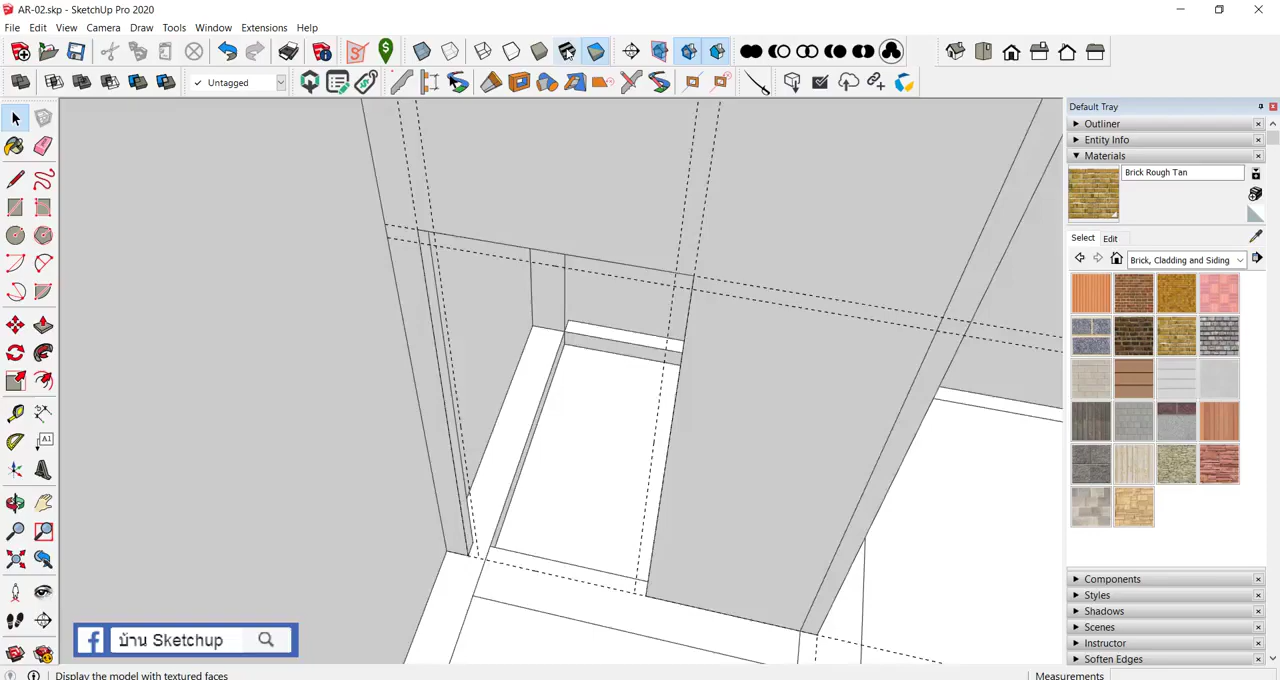 AR-02.skp - SketchUp Pro 2020
File Edit View Camera Draw Tools Window Extensions Help
Untagged
Default Tray
Outliner
Entity Info
Materials
Brick Rough Tan
Select Edit
Brick, Cladding and Siding
Components
Styles
Shadows
Scenes
Instructor
Soften Edges
บ้าน Sketchup
Display the model with textured faces
Measurements